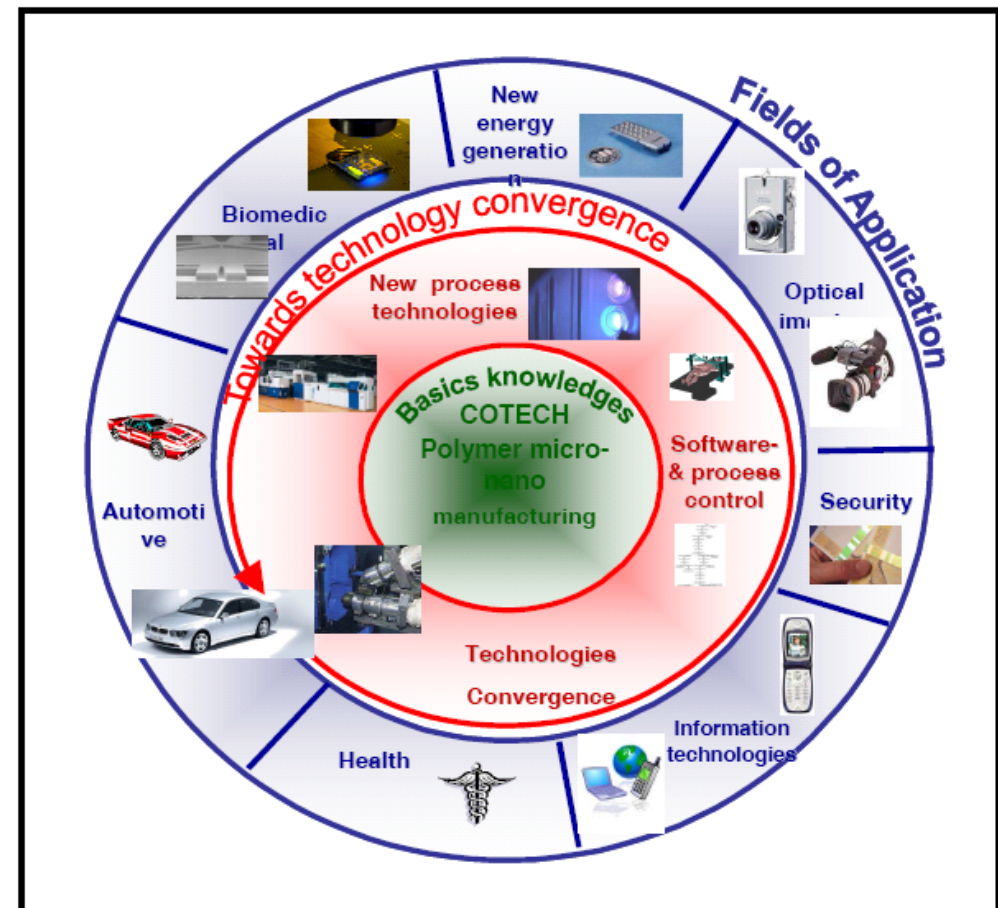 Fields of Application
New
energy
generatio
n
Biomedic
al
Optical
Security
Information
technologies
Health
Automoti
ve
Towards technology convergence
New process
technologies
Software-
& process
control
Technologies
Convergence
Basics knowledges
COTECH
Polymer micro-
nano
manufacturing